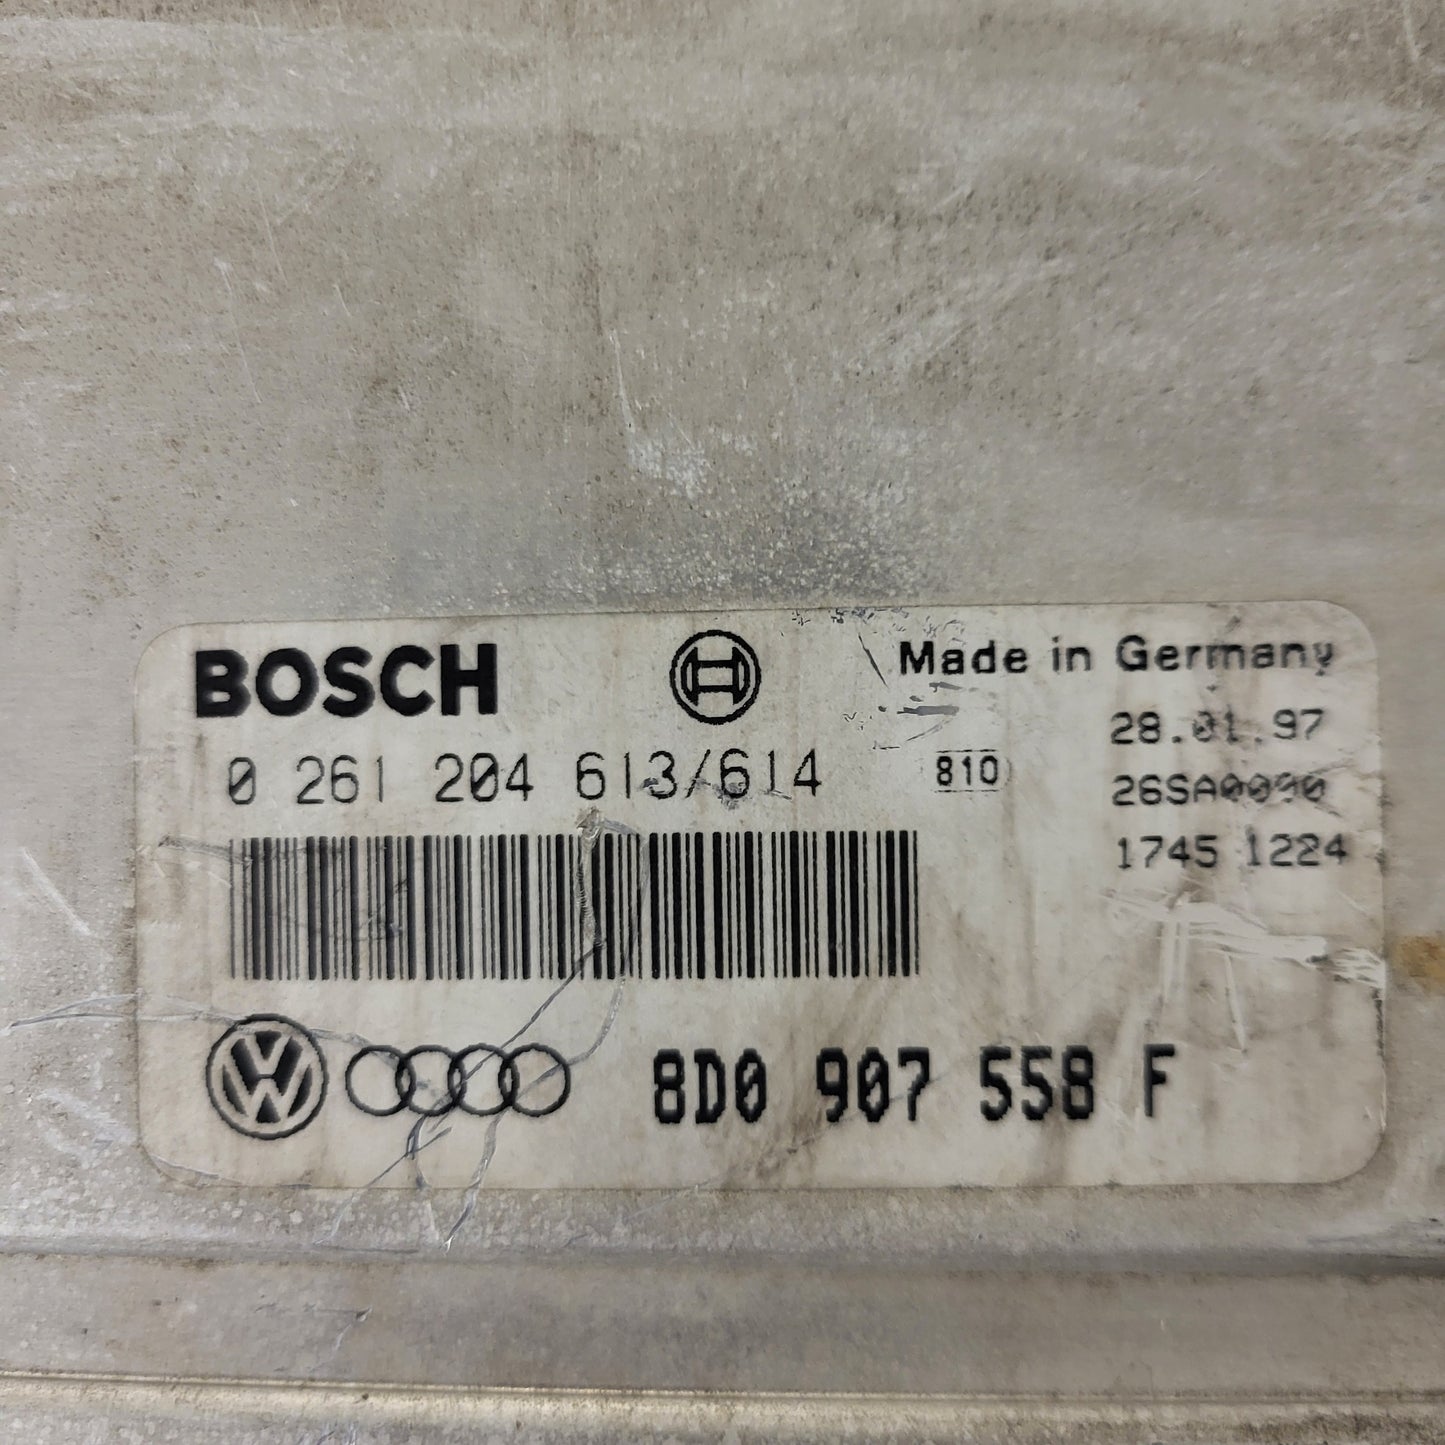 BOSCH
Made in Germany
28.01.97
0 261 204 613/614
810
26SA0090
1745 1224
8D0 907 558 F